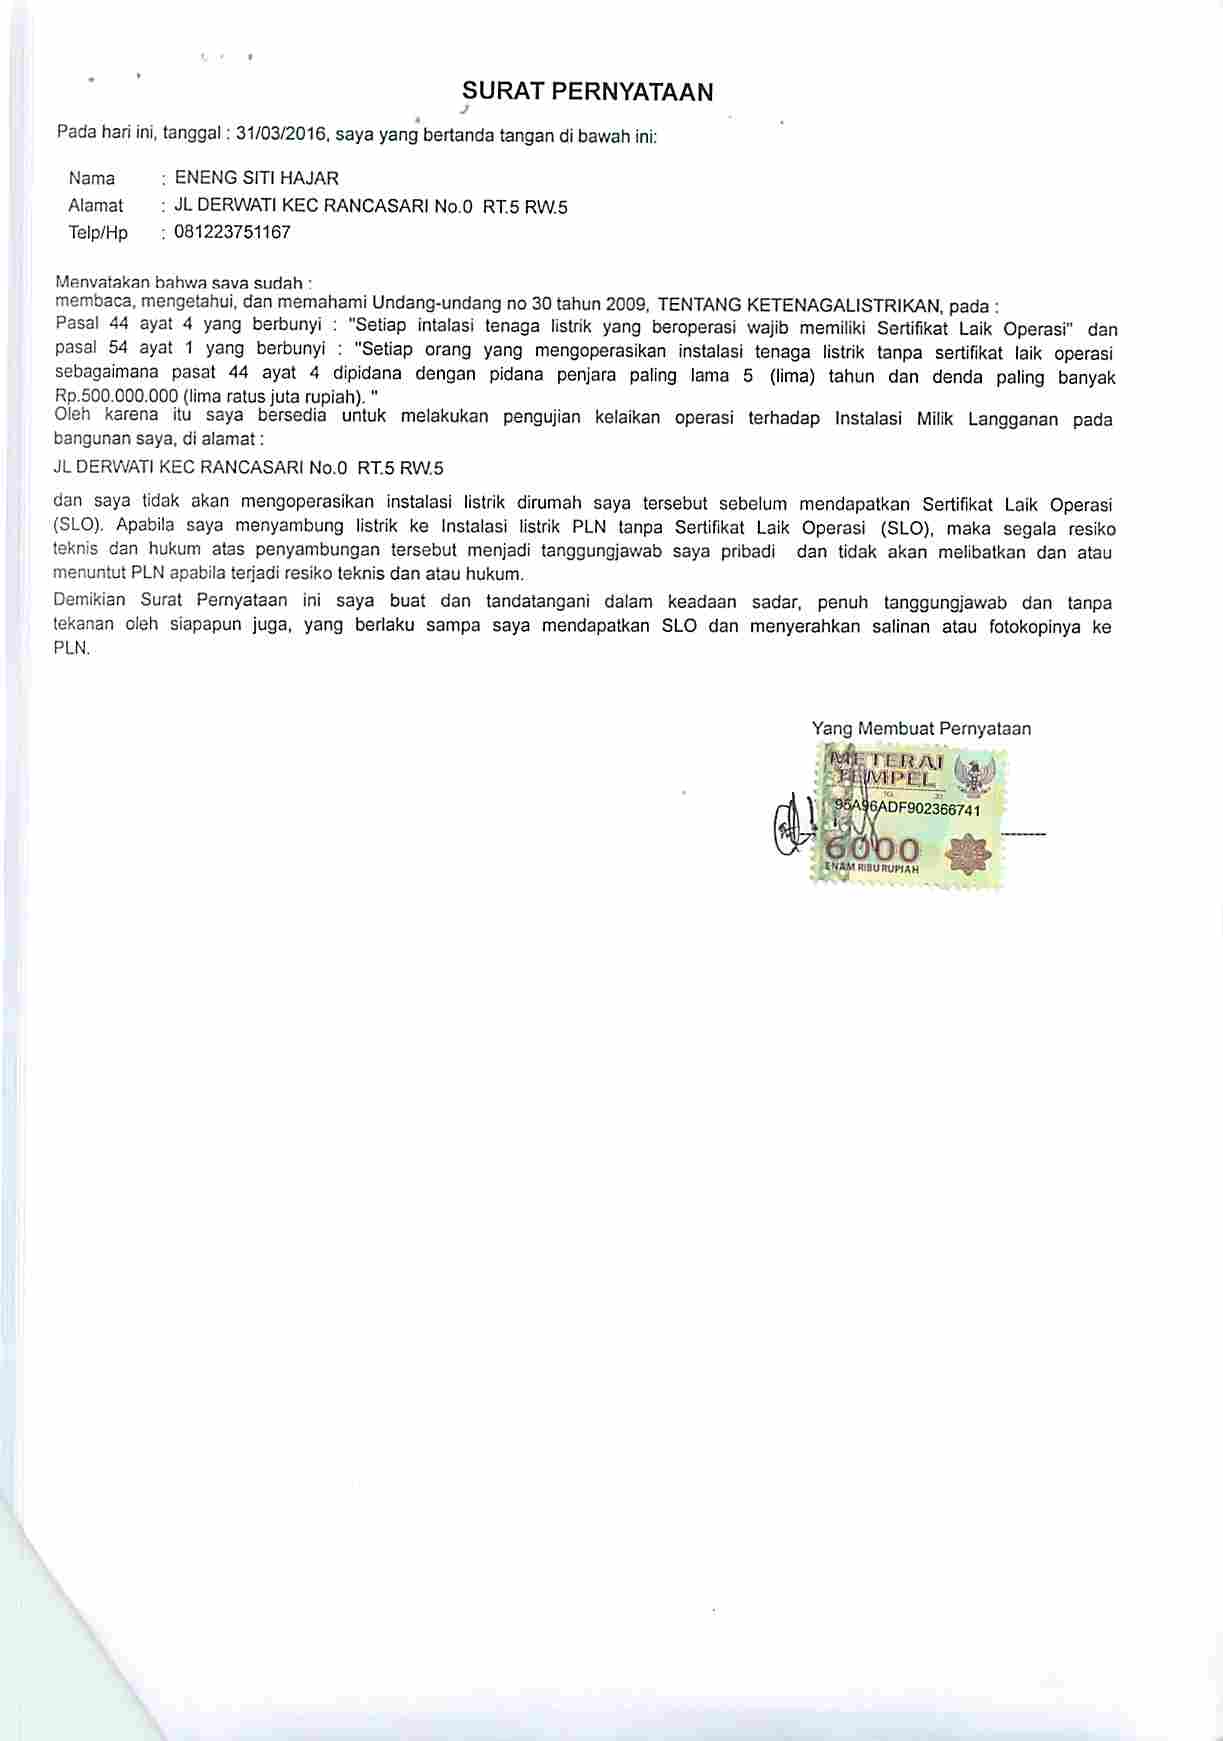 SURAT PERNYATAAN
Pada hari ini, tanggal : 31/03/2016, saya yang bertanda tangan di bawah ini:
Nama : ENENG SITI HAJAR
Alamat : JL DERWATI KEC RANCASARI No.0 RT.5 RW.5
Telp/Hp : 081223751167
Menyatakan bahwa saya sudah :
membaca, mengetahui, dan memahami Undang-undang no 30 tahun 2009, TENTANG KETENAGALISTRIKAN, pada :
Pasal 44 ayat 4 yang berbunyi : "Setiap intalasi tenaga listrik yang beroperasi wajib memiliki Sertifikat Laik Operasi" dan
pasal 54 ayat 1 yang berbunyi : "Setiap orang yang mengoperasikan instalasi tenaga listrik tanpa sertifikat laik operasi
sebagaimana pasat 44 ayat 4 dipidana dengan pidana penjara paling lama 5 (lima) tahun dan denda paling banyak
Rp.500.000.000 (lima ratus juta rupiah). "
Oleh karena itu saya bersedia untuk melakukan pengujian kelaikan operasi terhadap Instalasi Milik Langganan pada
bangunan saya, di alamat :
JL DERWATI KEC RANCASARI No.0 RT.5 RW.5
dan saya tidak akan mengoperasikan instalasi listrik dirumah saya tersebut sebelum mendapatkan Sertifikat Laik Operasi
(SLO). Apabila saya menyambung listrik ke Instalasi listrik PLN tanpa Sertifikat Laik Operasi (SLO), maka segala resiko
teknis dan hukum atas penyambungan tersebut menjadi tanggungjawab saya pribadi dan tidak akan melibatkan dan atau
menuntut PLN apabila terjadi resiko teknis dan atau hukum.
Demikian Surat Pernyataan ini saya buat dan tandatangani dalam keadaan sadar, penuh tanggungjawab dan tanpa
tekanan oleh siapapun juga, yang berlaku sampa saya mendapatkan SLO dan menyerahkan salinan atau fotokopinya ke
PLN.
Yang Membuat Pernyataan
METERAI
TEMPEL
95A96ADF902366741
6000
ENAM RIBU RUPIAH